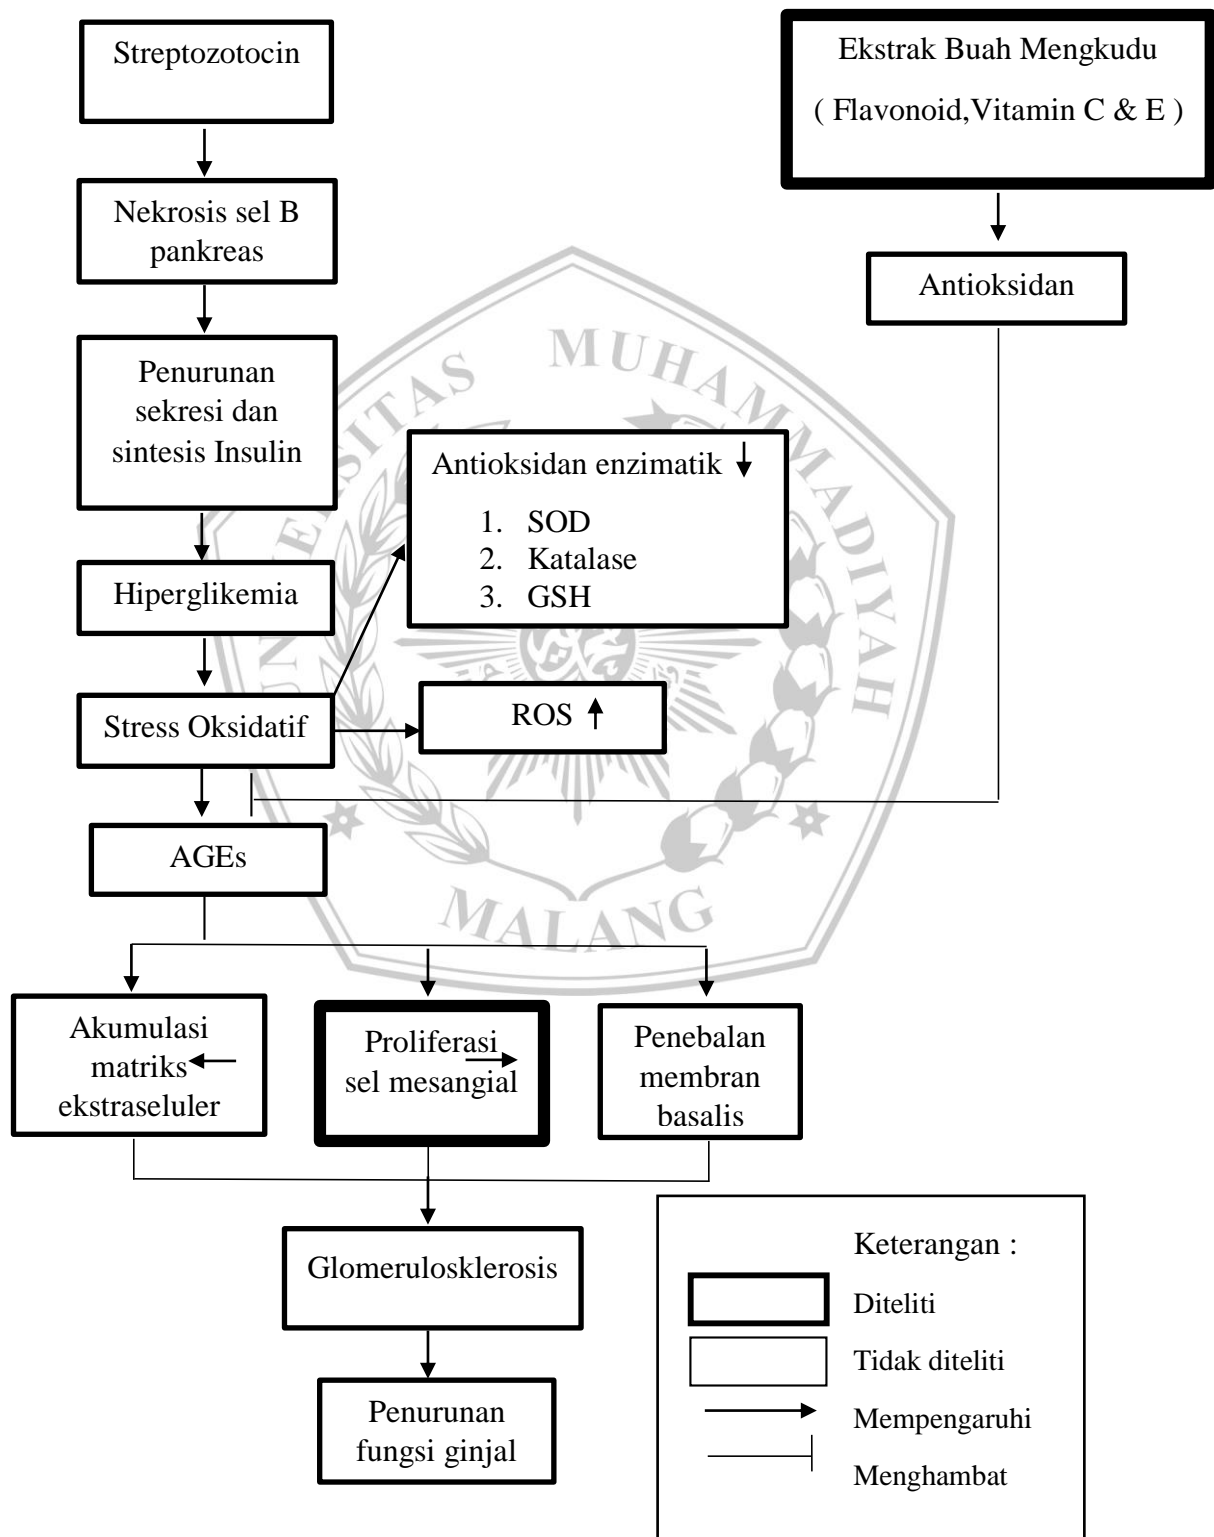 Streptozotocin
Ekstrak Buah Mengkudu
( Flavonoid,Vitamin C & E )
Nekrosis sel B
pankreas
Antioksidan
Penurunan
sekresi dan
sintesis Insulin
Antioksidan enzimatik
1. SOD
2. Katalase
3. GSH
Hiperglikemia
Stress Oksidatif
ROS
AGEs
Akumulasi
matriks
ekstraseluler
Proliferasi
sel mesangial
Penebalan
membran
basalis
Glomerulosklerosis
Penurunan
fungsi ginjal
Keterangan :
Diteliti
Tidak diteliti
Mempengaruhi
Menghambat
UNIVERSITAS MUHAMMADIYAH
MALANG